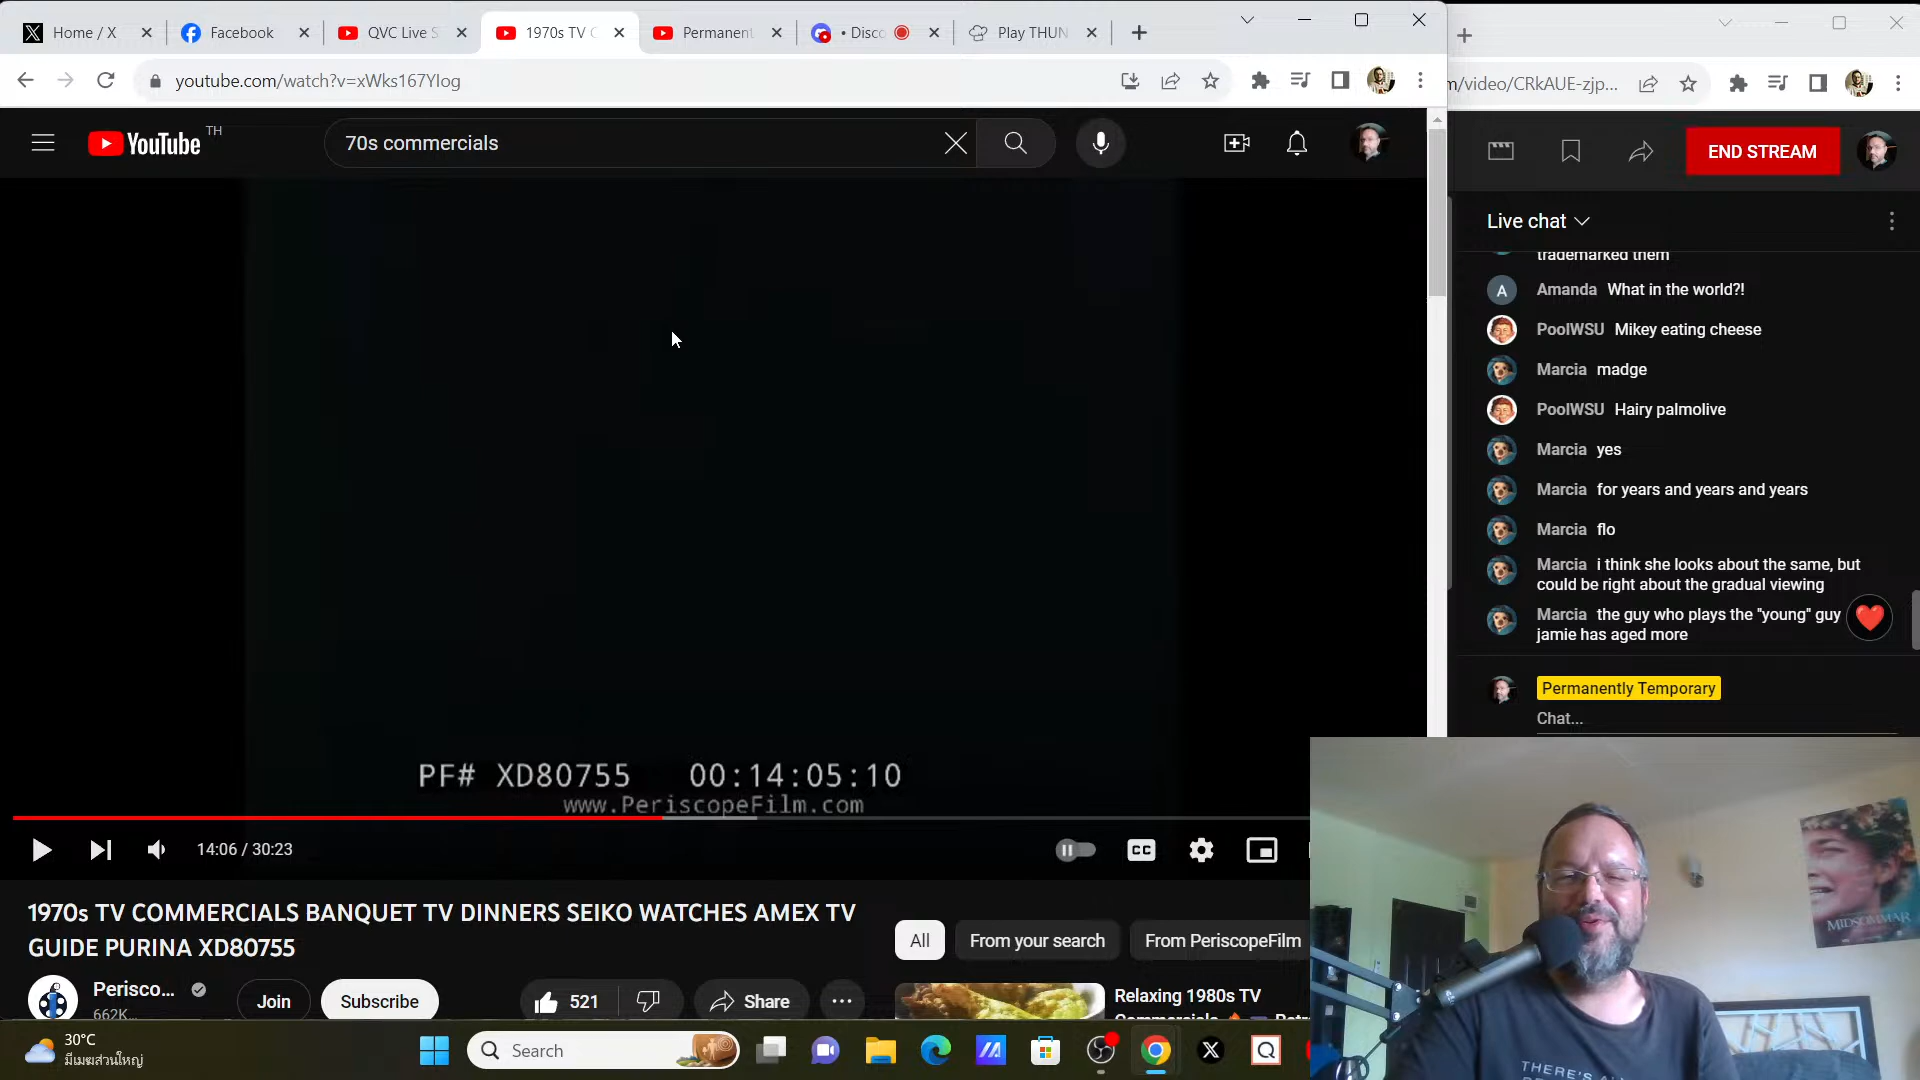 Home / X
Facebook
QVC Live S
1970s TV C
Permanent
• Disco
Play THUN
youtube.com/watch?v=xWks167YIog
m/video/CRkAUE-zjp...
YouTube TH
70s commercials
END STREAM
Live chat
trademarked them
A Amanda What in the world?!
PoolWSU Mikey eating cheese
Marcia madge
PoolWSU Hairy palmolive
Marcia yes
Marcia for years and years and years
Marcia flo
Marcia i think she looks about the same, but
could be right about the gradual viewing
Marcia the guy who plays the "young" guy
jamie has aged more
Permanently Temporary
Chat...
PF# XD80755 00:14:05:10
www.PeriscopeFilm.com
14:06 / 30:23
CC
1970s TV COMMERCIALS BANQUET TV DINNERS SEIKO WATCHES AMEX TV
GUIDE PURINA XD80755
All
From your search
From PeriscopeFilm
Perisco...
662K...
Join
Subscribe
521
Share
Relaxing 1980s TV
MIDSOMMAR
THERE'S
30°C
มีเมฆส่วนใหญ่
Search